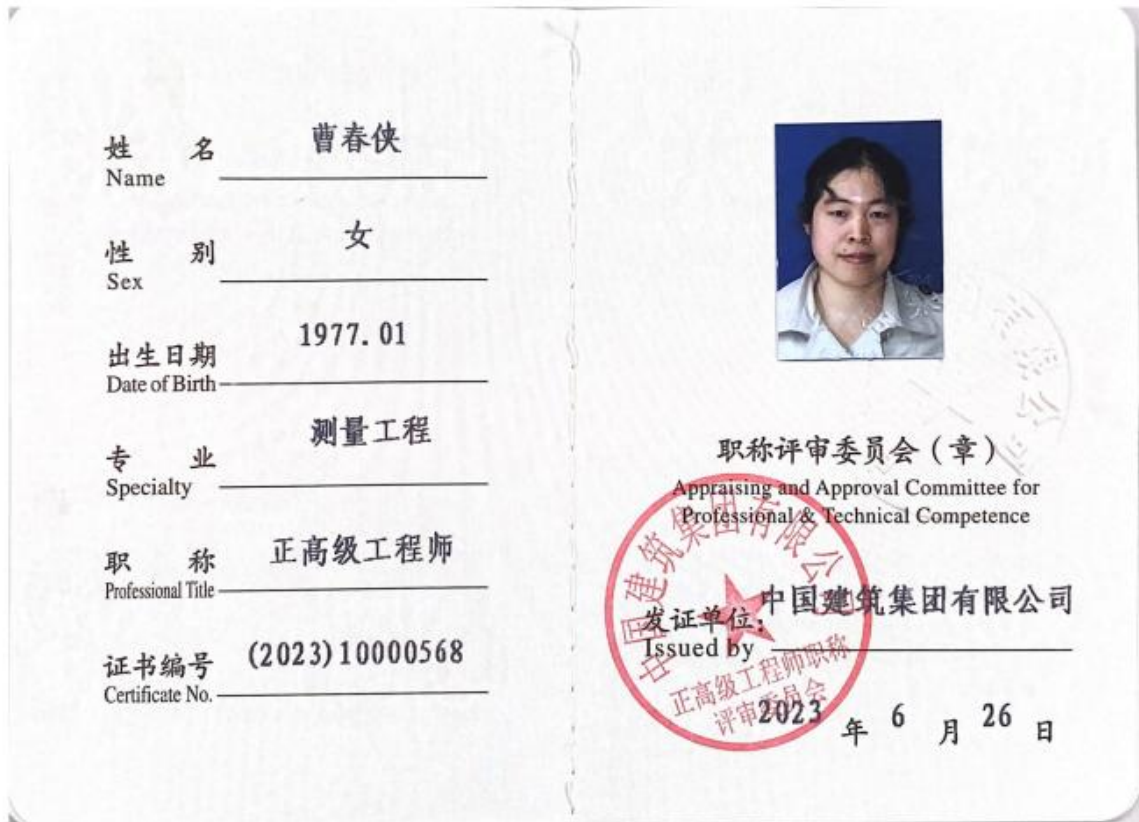 姓名 曹春侠
Name
性别 女
Sex
出生日期 1977.01
Date of Birth
专业 测量工程
Specialty
职称 正高级工程师
Professional Title
证书编号 (2023)10000568
Certificate No.
职称评审委员会（章）
Appraising and Approval Committee for
Professional & Technical Competence
中国建筑集团有限公司
正高级工程师职称
评审委员会
发证单位：中国建筑集团有限公司
Issued by
2023 年 6 月 26 日